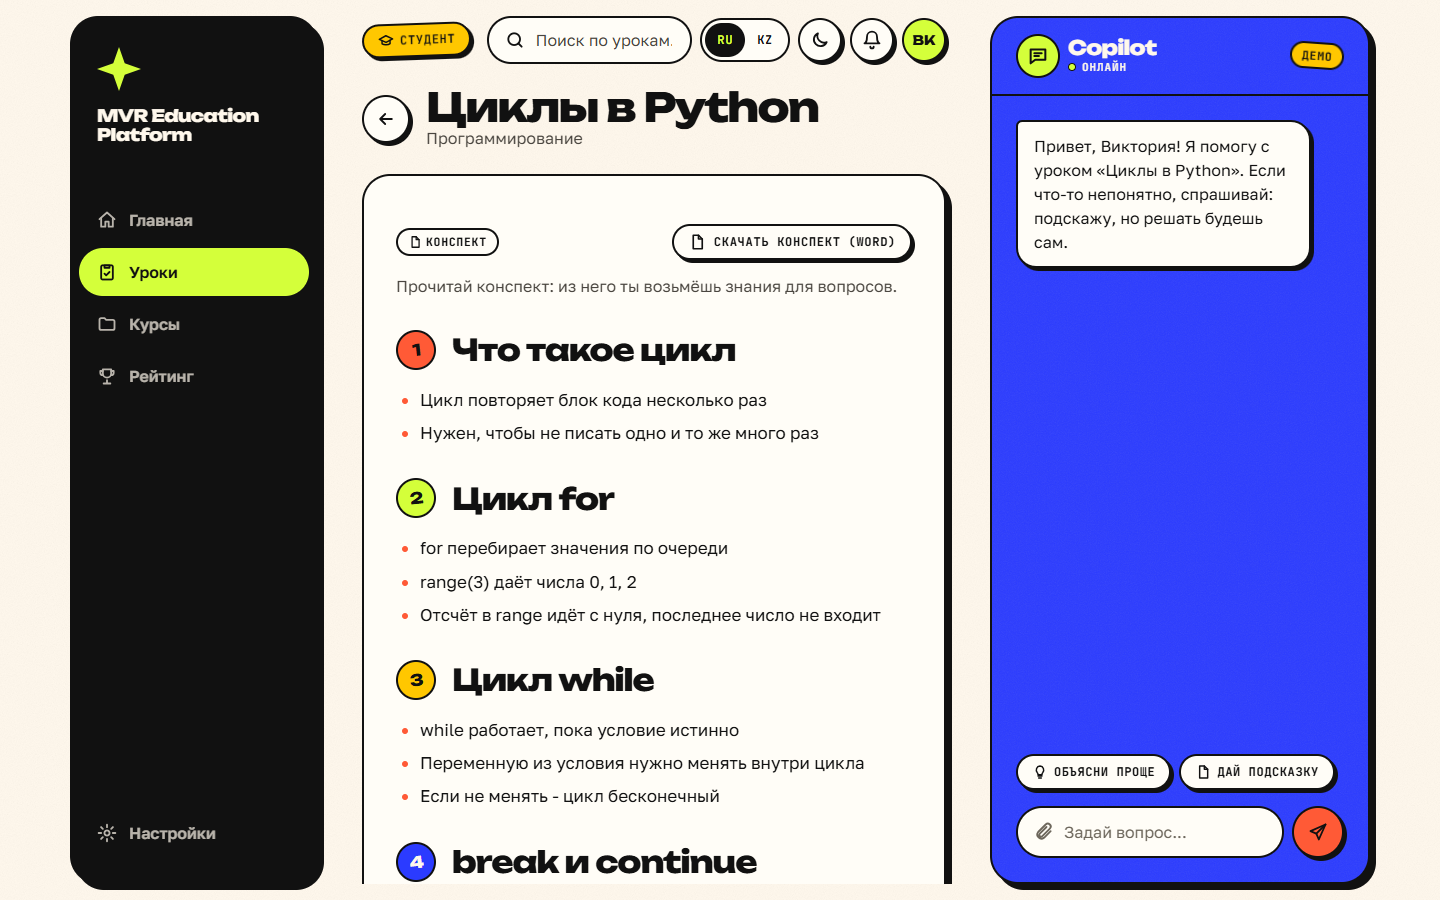 MVR Education
Platform
Главная
Уроки
Курсы
Рейтинг
Настройки
СТУДЕНТ
Поиск по урокам.
RU
KZ
ВК
Циклы в Python
Программирование
КОНСПЕКТ
СКАЧАТЬ КОНСПЕКТ (WORD)
Прочитай конспект: из него ты возьмёшь знания для вопросов.
1 Что такое цикл
Цикл повторяет блок кода несколько раз
Нужен, чтобы не писать одно и то же много раз
2 Цикл for
for перебирает значения по очереди
range(3) даёт числа 0, 1, 2
Отсчёт в range идёт с нуля, последнее число не входит
3 Цикл while
while работает, пока условие истинно
Переменную из условия нужно менять внутри цикла
Если не менять - цикл бесконечный
4 break и continue
Copilot
ОНЛАЙН
ДЕМО
Привет, Виктория! Я помогу с
уроком «Циклы в Python». Если
что-то непонятно, спрашивай:
подскажу, но решать будешь
сам.
ОБЪЯСНИ ПРОЩЕ
ДАЙ ПОДСКАЗКУ
Задай вопрос...